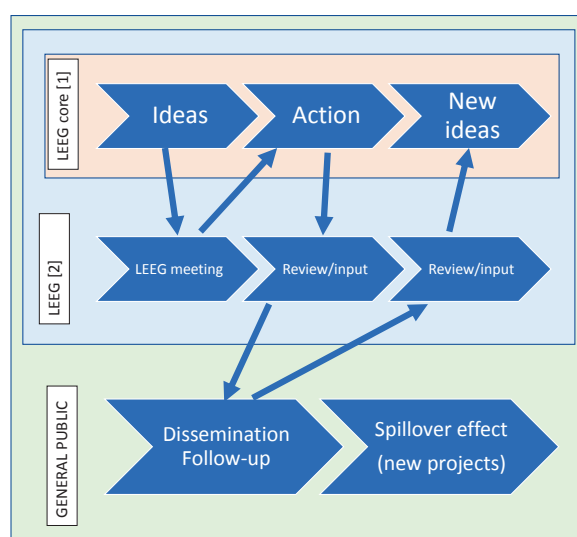 LEEG core [1]
Ideas
Action
New
ideas
LEEG [2]
LEEG meeting
Review/input
Review/input
GENERAL PUBLIC
Dissemination
Follow-up
Spillover effect
(new projects)